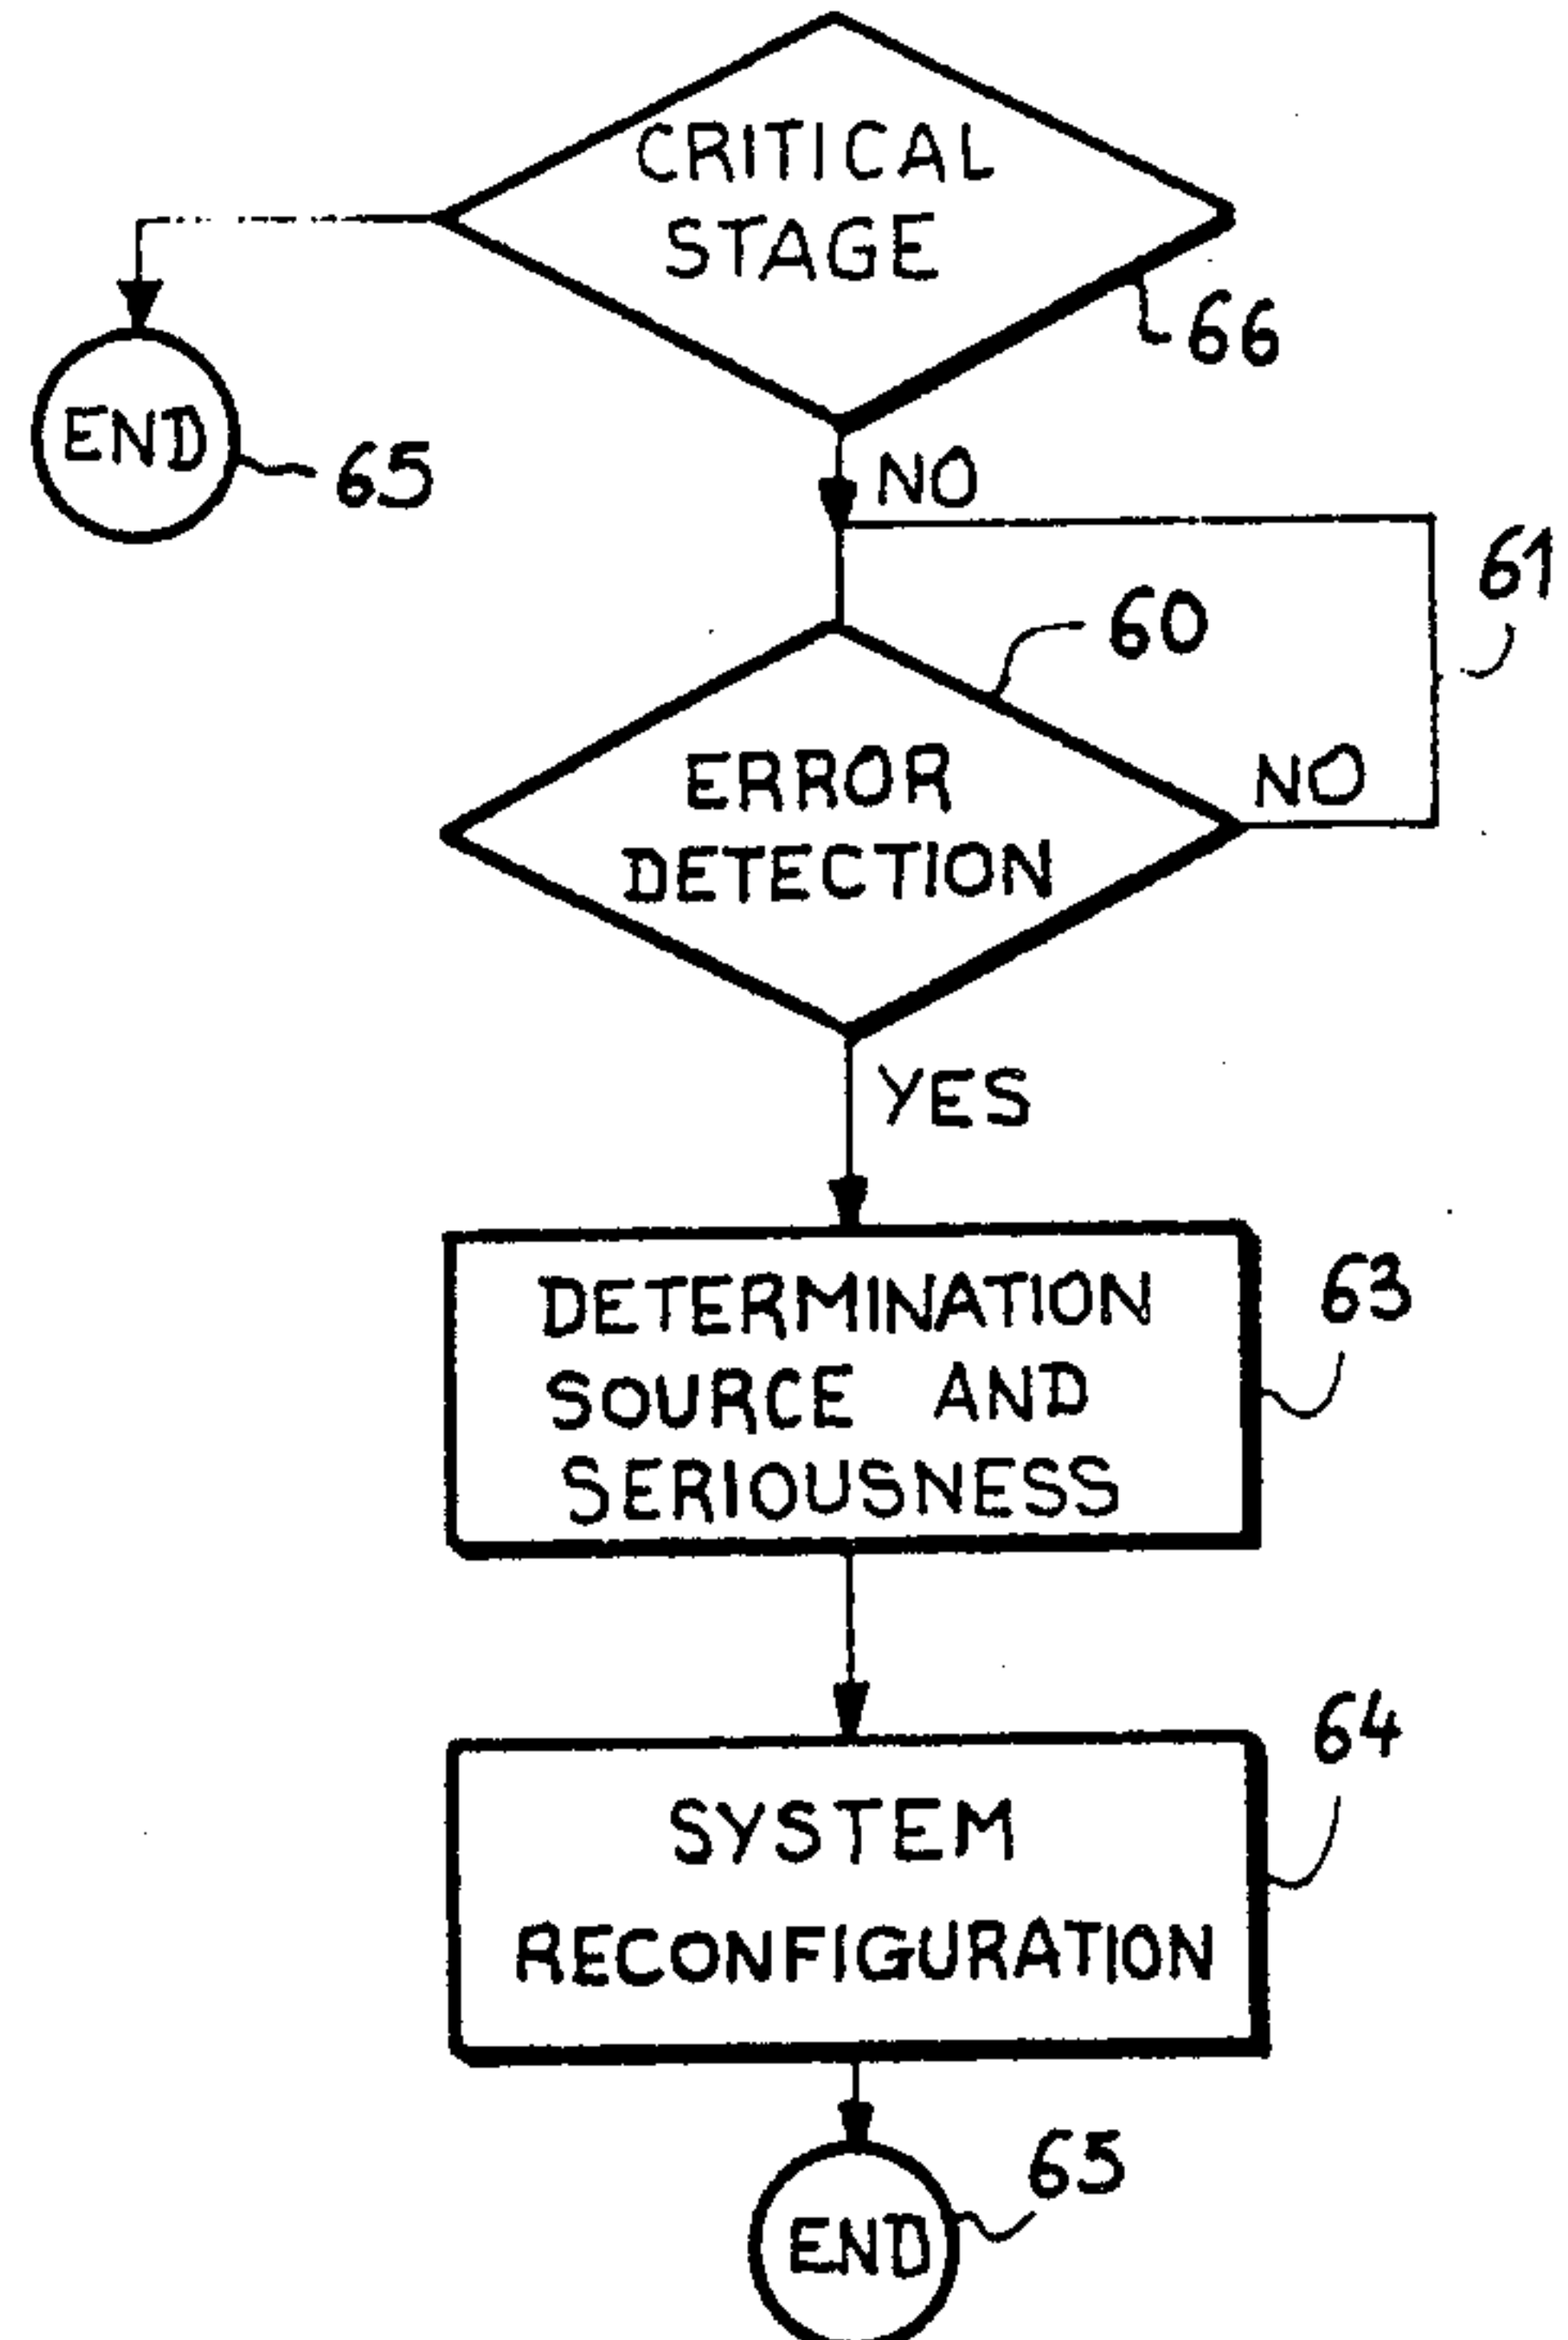 CRITICAL
STAGE
66
END
65
NO
61
60
ERROR
DETECTION
NO
YES
DETERMINATION
SOURCE AND
SERIOUSNESS
63
64
SYSTEM
RECONFIGURATION
65
END